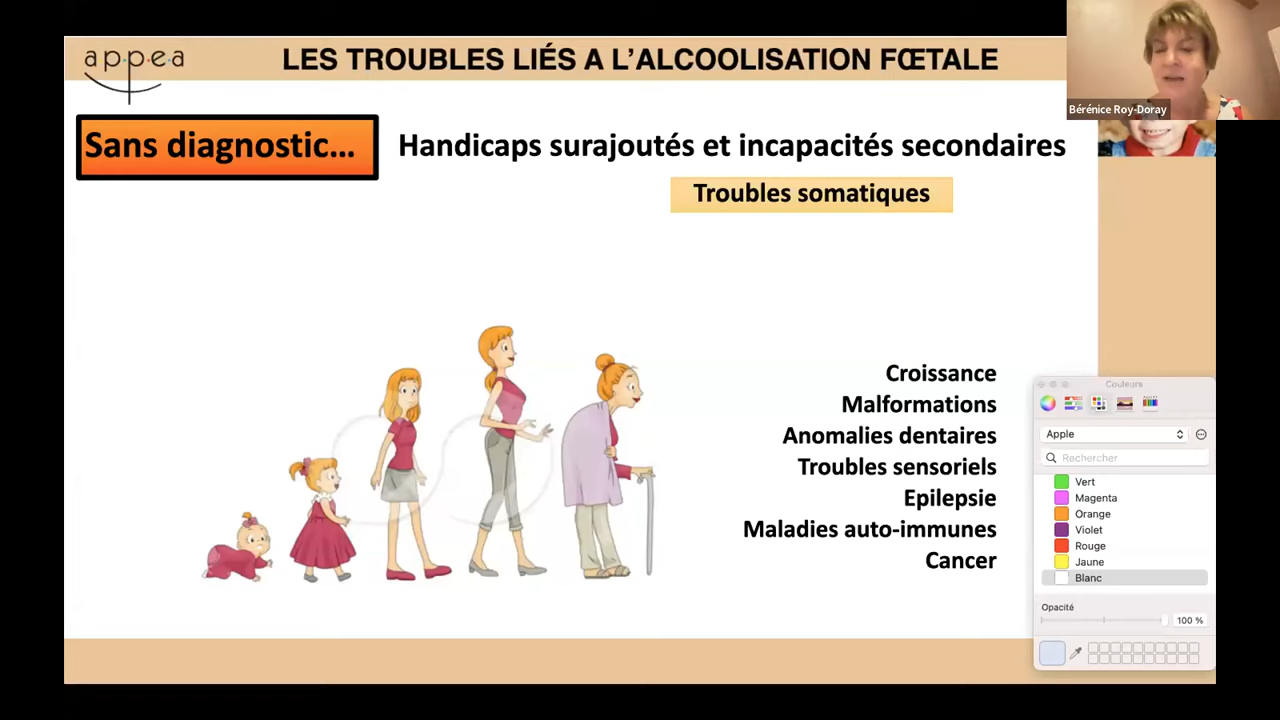 appea
LES TROUBLES LIÉS A L’ALCOOLISATION FŒTALE
Bérénice Roy-Doray
Sans diagnostic...
Handicaps surajoutés et incapacités secondaires
Troubles somatiques
Croissance
Malformations
Anomalies dentaires
Troubles sensoriels
Epilepsie
Maladies auto-immunes
Cancer
Couleurs
Apple
Rechercher
Vert
Magenta
Orange
Violet
Rouge
Jaune
Blanc
Opacité
100 %